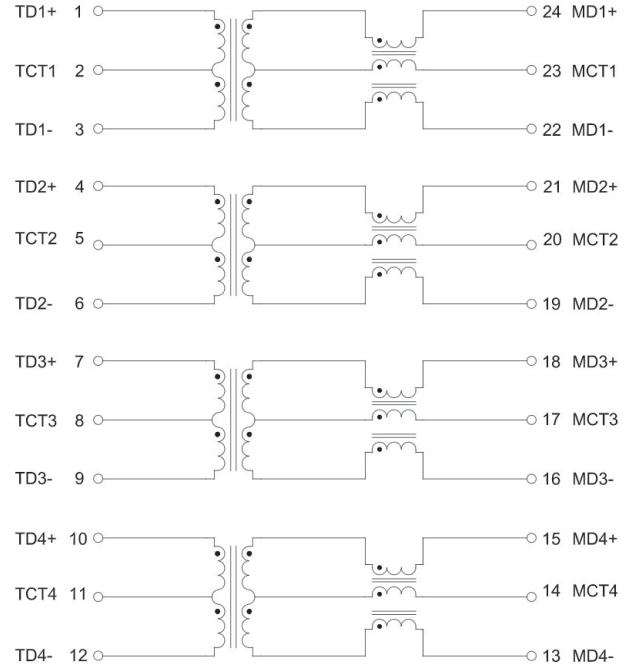 TD1+ 1 24 MD1+
TCT1 2 23 MCT1
TD1- 3 22 MD1-
TD2+ 4 21 MD2+
TCT2 5 20 MCT2
TD2- 6 19 MD2-
TD3+ 7 18 MD3+
TCT3 8 17 MCT3
TD3- 9 16 MD3-
TD4+ 10 15 MD4+
TCT4 11 14 MCT4
TD4- 12 13 MD4-